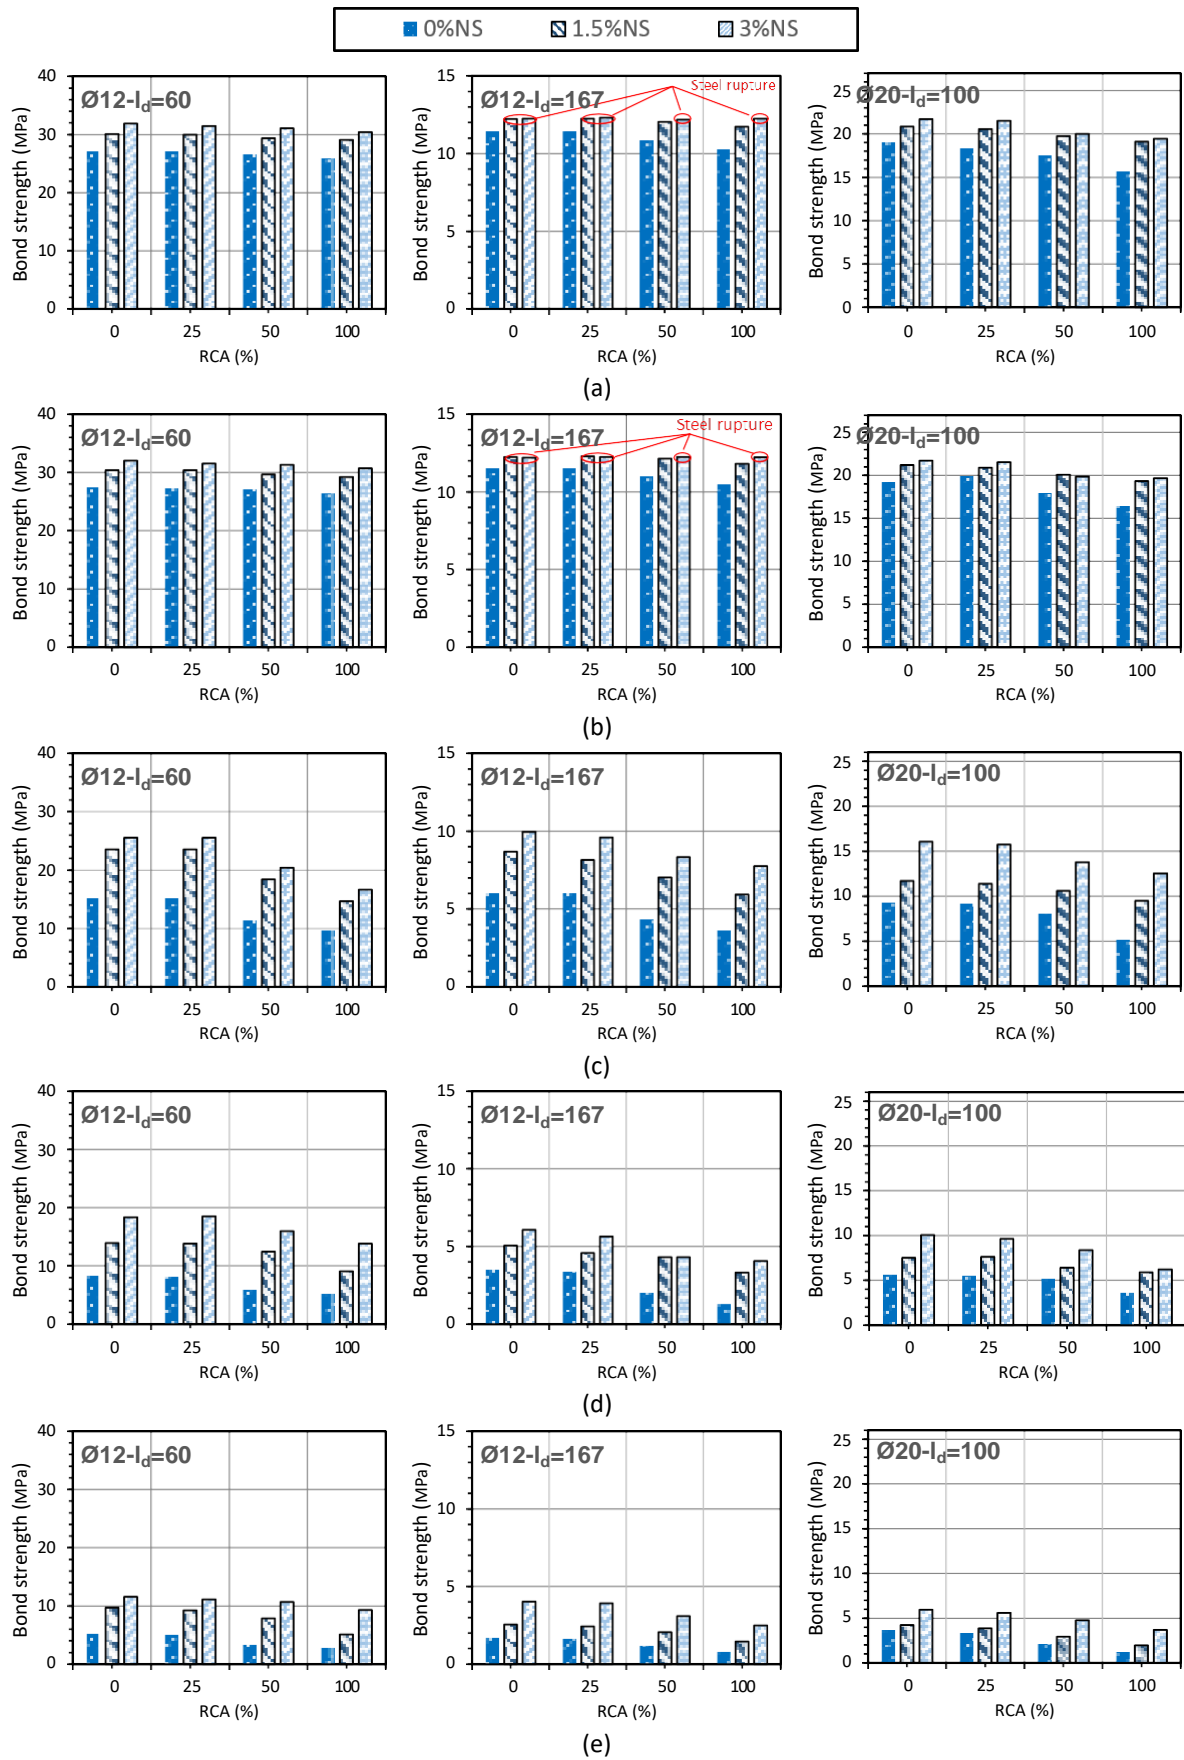 0%NS 1.5%NS 3%NS
Bond strength (MPa)
40
30
20
10
0
Ø12-ld=60
0 25 50 100
RCA (%)
Bond strength (MPa)
15
10
5
0
Ø12-ld=167
Steel rupture
0 25 50 100
RCA (%)
Bond strength (MPa)
25
20
15
10
5
0
Ø20-ld=100
0 25 50 100
RCA (%)
(a)
Bond strength (MPa)
40
30
20
10
0
Ø12-ld=60
0 25 50 100
RCA (%)
Bond strength (MPa)
15
10
5
0
Ø12-ld=167
Steel rupture
0 25 50 100
RCA (%)
Bond strength (MPa)
25
20
15
10
5
0
Ø20-ld=100
0 25 50 100
RCA (%)
(b)
Bond strength (MPa)
40
30
20
10
0
Ø12-ld=60
0 25 50 100
RCA (%)
Bond strength (MPa)
15
10
5
0
Ø12-ld=167
0 25 50 100
RCA (%)
Bond strength (MPa)
25
20
15
10
5
0
Ø20-ld=100
0 25 50 100
RCA (%)
(c)
Bond strength (MPa)
40
30
20
10
0
Ø12-ld=60
0 25 50 100
RCA (%)
Bond strength (MPa)
15
10
5
0
Ø12-ld=167
0 25 50 100
RCA (%)
Bond strength (MPa)
25
20
15
10
5
0
Ø20-ld=100
0 25 50 100
RCA (%)
(d)
Bond strength (MPa)
40
30
20
10
0
Ø12-ld=60
0 25 50 100
RCA (%)
Bond strength (MPa)
15
10
5
0
Ø12-ld=167
0 25 50 100
RCA (%)
Bond strength (MPa)
25
20
15
10
5
0
Ø20-ld=100
0 25 50 100
RCA (%)
(e)